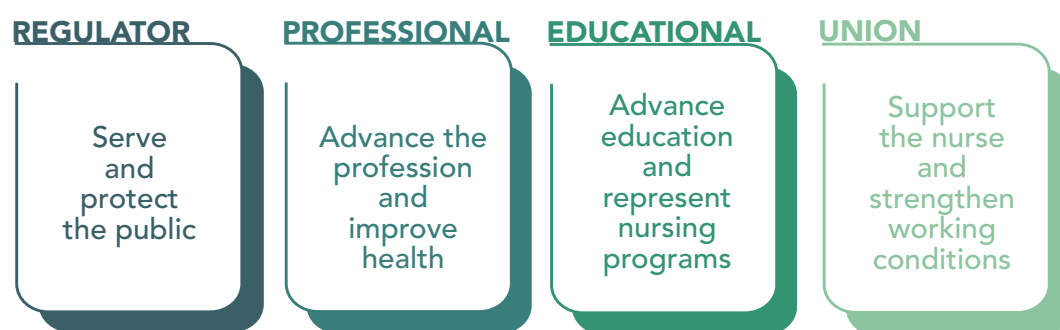 REGULATOR
Serve
and
protect
the public
PROFESSIONAL
Advance the
profession
and
improve
health
EDUCATIONAL
Advance
education
and
represent
nursing
programs
UNION
Support
the nurse
and
strengthen
working
conditions